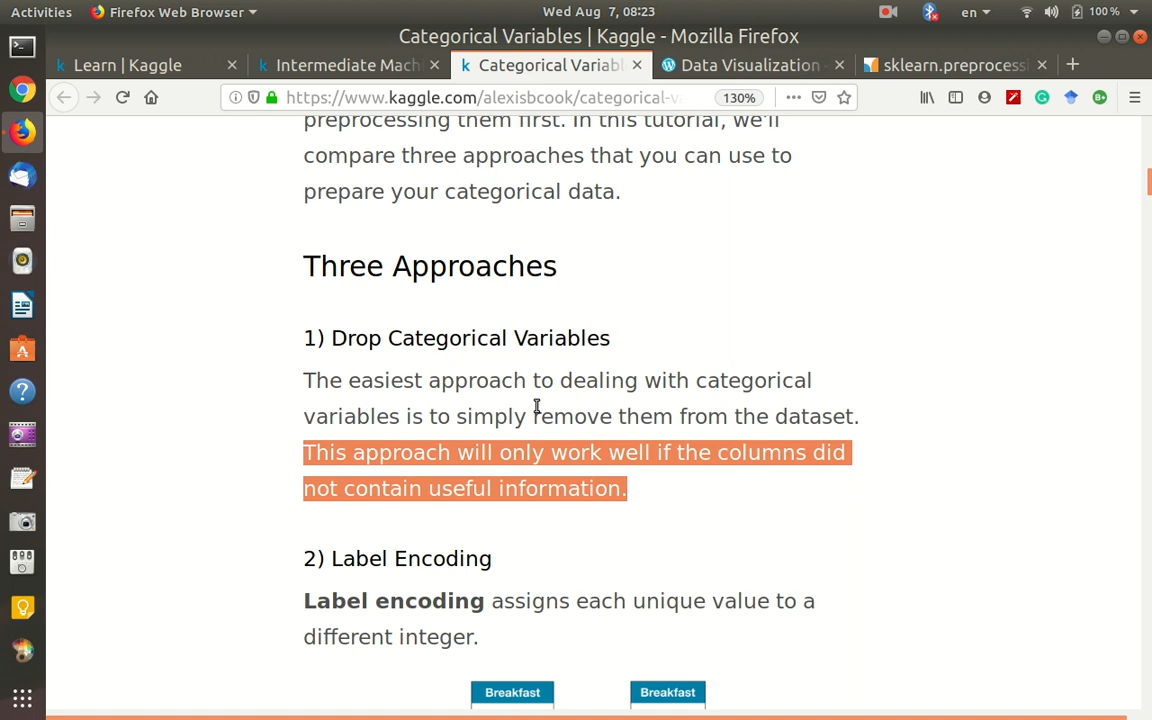 Activities Firefox Web Browser Wed Aug 7, 08:23 en 100 %
Categorical Variables | Kaggle - Mozilla Firefox
Learn | Kaggle Intermediate Mach Categorical Variabl Data Visualization sklearn.preprocessi
https://www.kaggle.com/alexisbcook/categorical-v 130%
preprocessing them first. In this tutorial, we'll
compare three approaches that you can use to
prepare your categorical data.
Three Approaches
1) Drop Categorical Variables
The easiest approach to dealing with categorical
variables is to simply remove them from the dataset.
This approach will only work well if the columns did
not contain useful information.
2) Label Encoding
Label encoding assigns each unique value to a
different integer.
Breakfast Breakfast